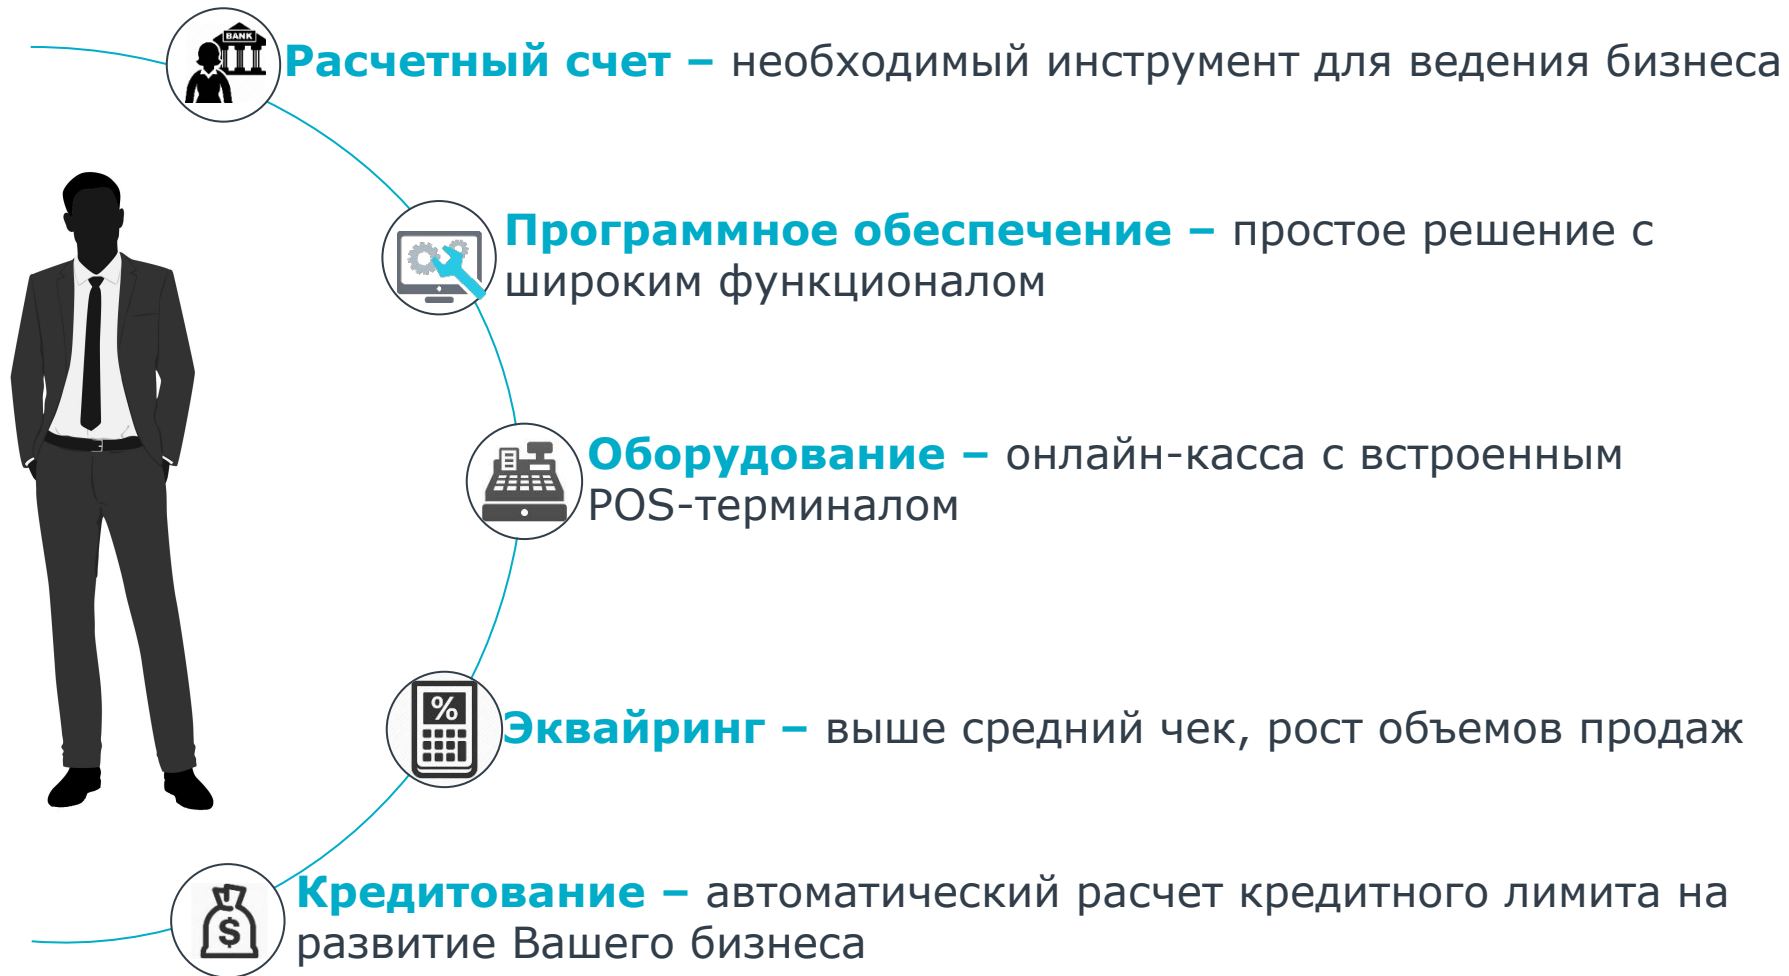 BANK
Расчетный счет – необходимый инструмент для ведения бизнеса
Программное обеспечение – простое решение с
широким функционалом
Оборудование – онлайн-касса с встроенным
POS-терминалом
%
Эквайринг – выше средний чек, рост объемов продаж
$
Кредитование – автоматический расчет кредитного лимита на
развитие Вашего бизнеса